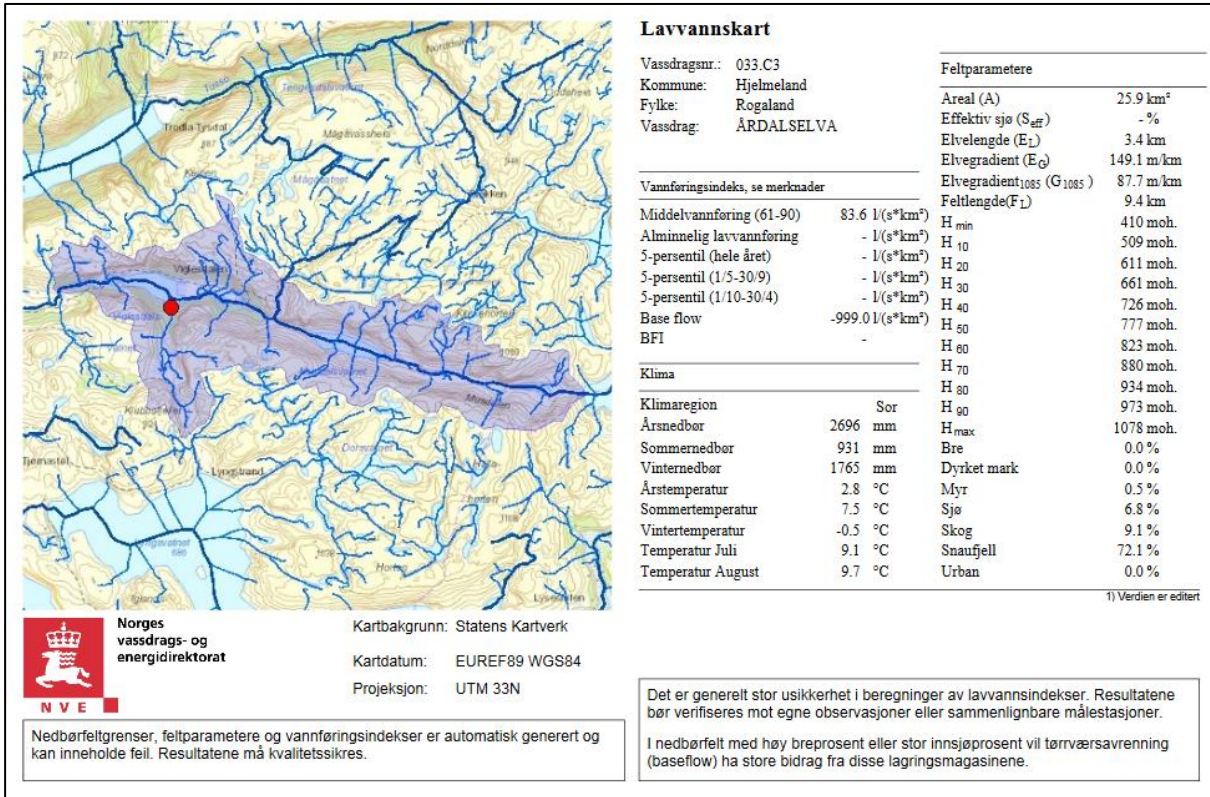 Lavvannskart
Vassdragsnr.: 033.C3
Kommune: Hjelmeland
Fylke: Rogaland
Vassdrag: ÅRDALSELVA
Vannføringsindeks, se merknader
Middelvannføring (61-90) 83.6 l/(s*km²)
Alminnelig lavvannføring - l/(s*km²)
5-persentil (hele året) - l/(s*km²)
5-persentil (1/5-30/9) - l/(s*km²)
5-persentil (1/10-30/4) - l/(s*km²)
Base flow -999.0 l/(s*km²)
BFI -
Klima
Klimaregion Sor
Årsnedbør 2696 mm
Sommernedbør 931 mm
Vinternedbør 1765 mm
Årstemperatur 2.8 °C
Sommertemperatur 7.5 °C
Vintertemperatur -0.5 °C
Temperatur Juli 9.1 °C
Temperatur August 9.7 °C
Feltparametere
Areal (A) 25.9 km²
Effektiv sjø (Seff) - %
Elvelengde (EL) 3.4 km
Elvegradient (EG) 149.1 m/km
Elvegradient1085 (G1085) 87.7 m/km
Feltlengde(FL) 9.4 km
H min 410 moh.
H 10 509 moh.
H 20 611 moh.
H 30 661 moh.
H 40 726 moh.
H 50 777 moh.
H 60 823 moh.
H 70 880 moh.
H 80 934 moh.
H 90 973 moh.
H max 1078 moh.
Bre 0.0 %
Dyrket mark 0.0 %
Myr 0.5 %
Sjø 6.8 %
Skog 9.1 %
Snaufjell 72.1 %
Urban 0.0 %
1) Verdien er editert
Trodla-Tysdal
Lyngstrand
Norges
vassdrags- og
energidirektorat
NVE
Kartbakgrunn: Statens Kartverk
Kartdatum: EUREF89 WGS84
Projeksjon: UTM 33N
Nedbørfeltgrenser, feltparametere og vannføringsindekser er automatisk generert og
kan inneholde feil. Resultatene må kvalitetssikres.
Det er generelt stor usikkerhet i beregninger av lavvannsindekser. Resultatene
bør verifiseres mot egne observasjoner eller sammenlignbare målestasjoner.
I nedbørfelt med høy breprosent eller stor innsjøprosent vil tørrværsavrenning
(baseflow) ha store bidrag fra disse lagringsmagasinene.